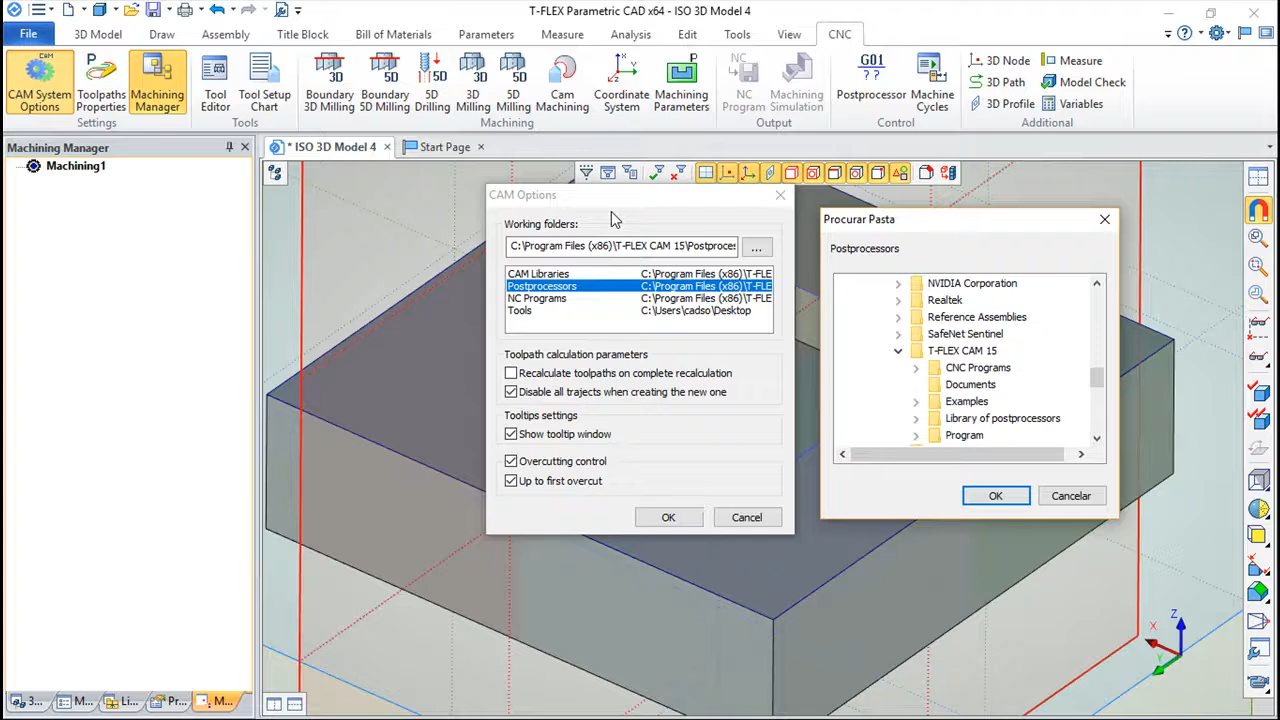 T-FLEX Parametric CAD x64 - ISO 3D Model 4
File
3D Model
Draw
Assembly
Title Block
Bill of Materials
Parameters
Measure
Analysis
Edit
Tools
View
CNC
CAM System
Options
Toolpaths
Properties
Machining
Manager
Settings
Tool
Editor
Tool Setup
Chart
Tools
Boundary
3D Milling
Boundary
5D Milling
5D
Drilling
3D
Milling
5D
Milling
Cam
Machining
Coordinate
System
Machining
Parameters
Machining
NC
Program
Machining
Simulation
Output
G01
??
Postprocessor
Machine
Cycles
Control
3D Node
3D Path
3D Profile
Measure
Model Check
Variables
Additional
Machining Manager
Machining1
* ISO 3D Model 4
Start Page
CAM Options
Working folders:
C:\Program Files (x86)\T-FLEX CAM 15\Postproces
...
CAM Libraries C:\Program Files (x86)\T-FLE
Postprocessors C:\Program Files (x86)\T-FLE
NC Programs C:\Program Files (x86)\T-FLE
Tools C:\Users\cadso\Desktop
Toolpath calculation parameters
Recalculate toolpaths on complete recalculation
Disable all trajects when creating the new one
Tooltips settings
Show tooltip window
Overcutting control
Up to first overcut
OK
Cancel
Procurar Pasta
Postprocessors
NVIDIA Corporation
Realtek
Reference Assemblies
SafeNet Sentinel
T-FLEX CAM 15
CNC Programs
Documents
Examples
Library of postprocessors
Program
OK
Cancelar
Z
X
Y
3...
M...
Li...
Pr...
M...